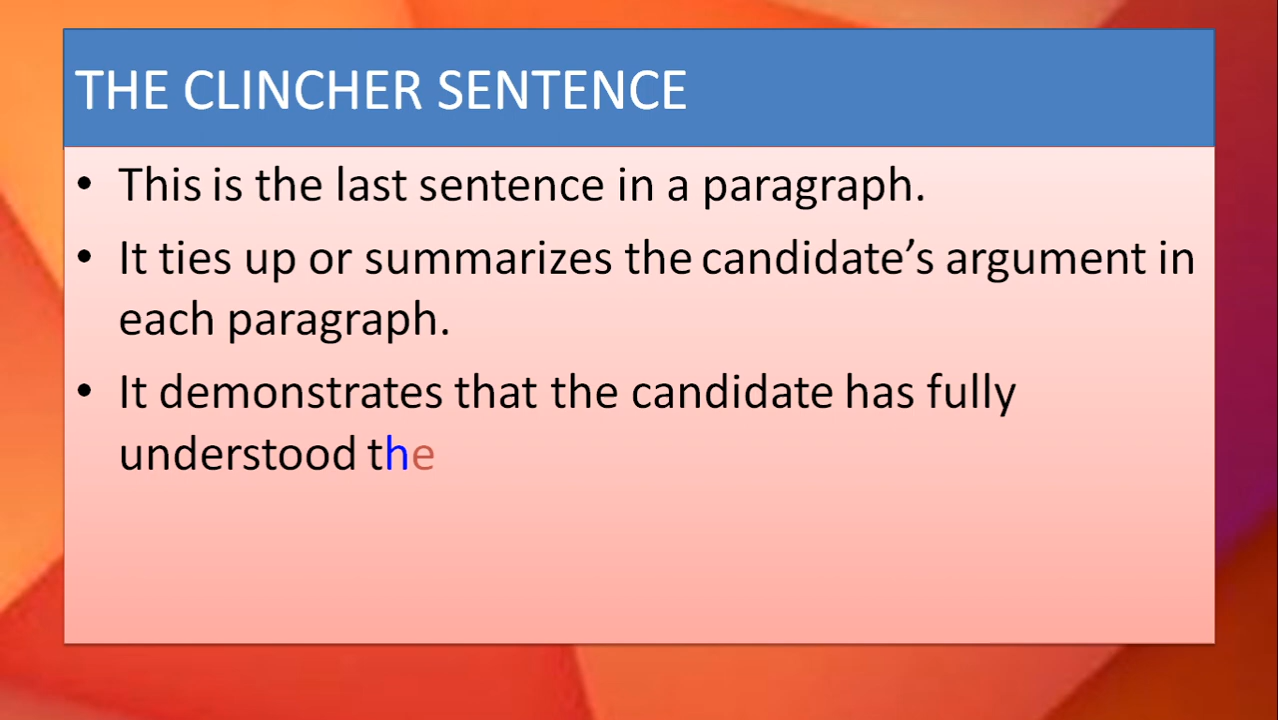 THE CLINCHER SENTENCE
• This is the last sentence in a paragraph.
• It ties up or summarizes the candidate’s argument in
each paragraph.
• It demonstrates that the candidate has fully
understood the